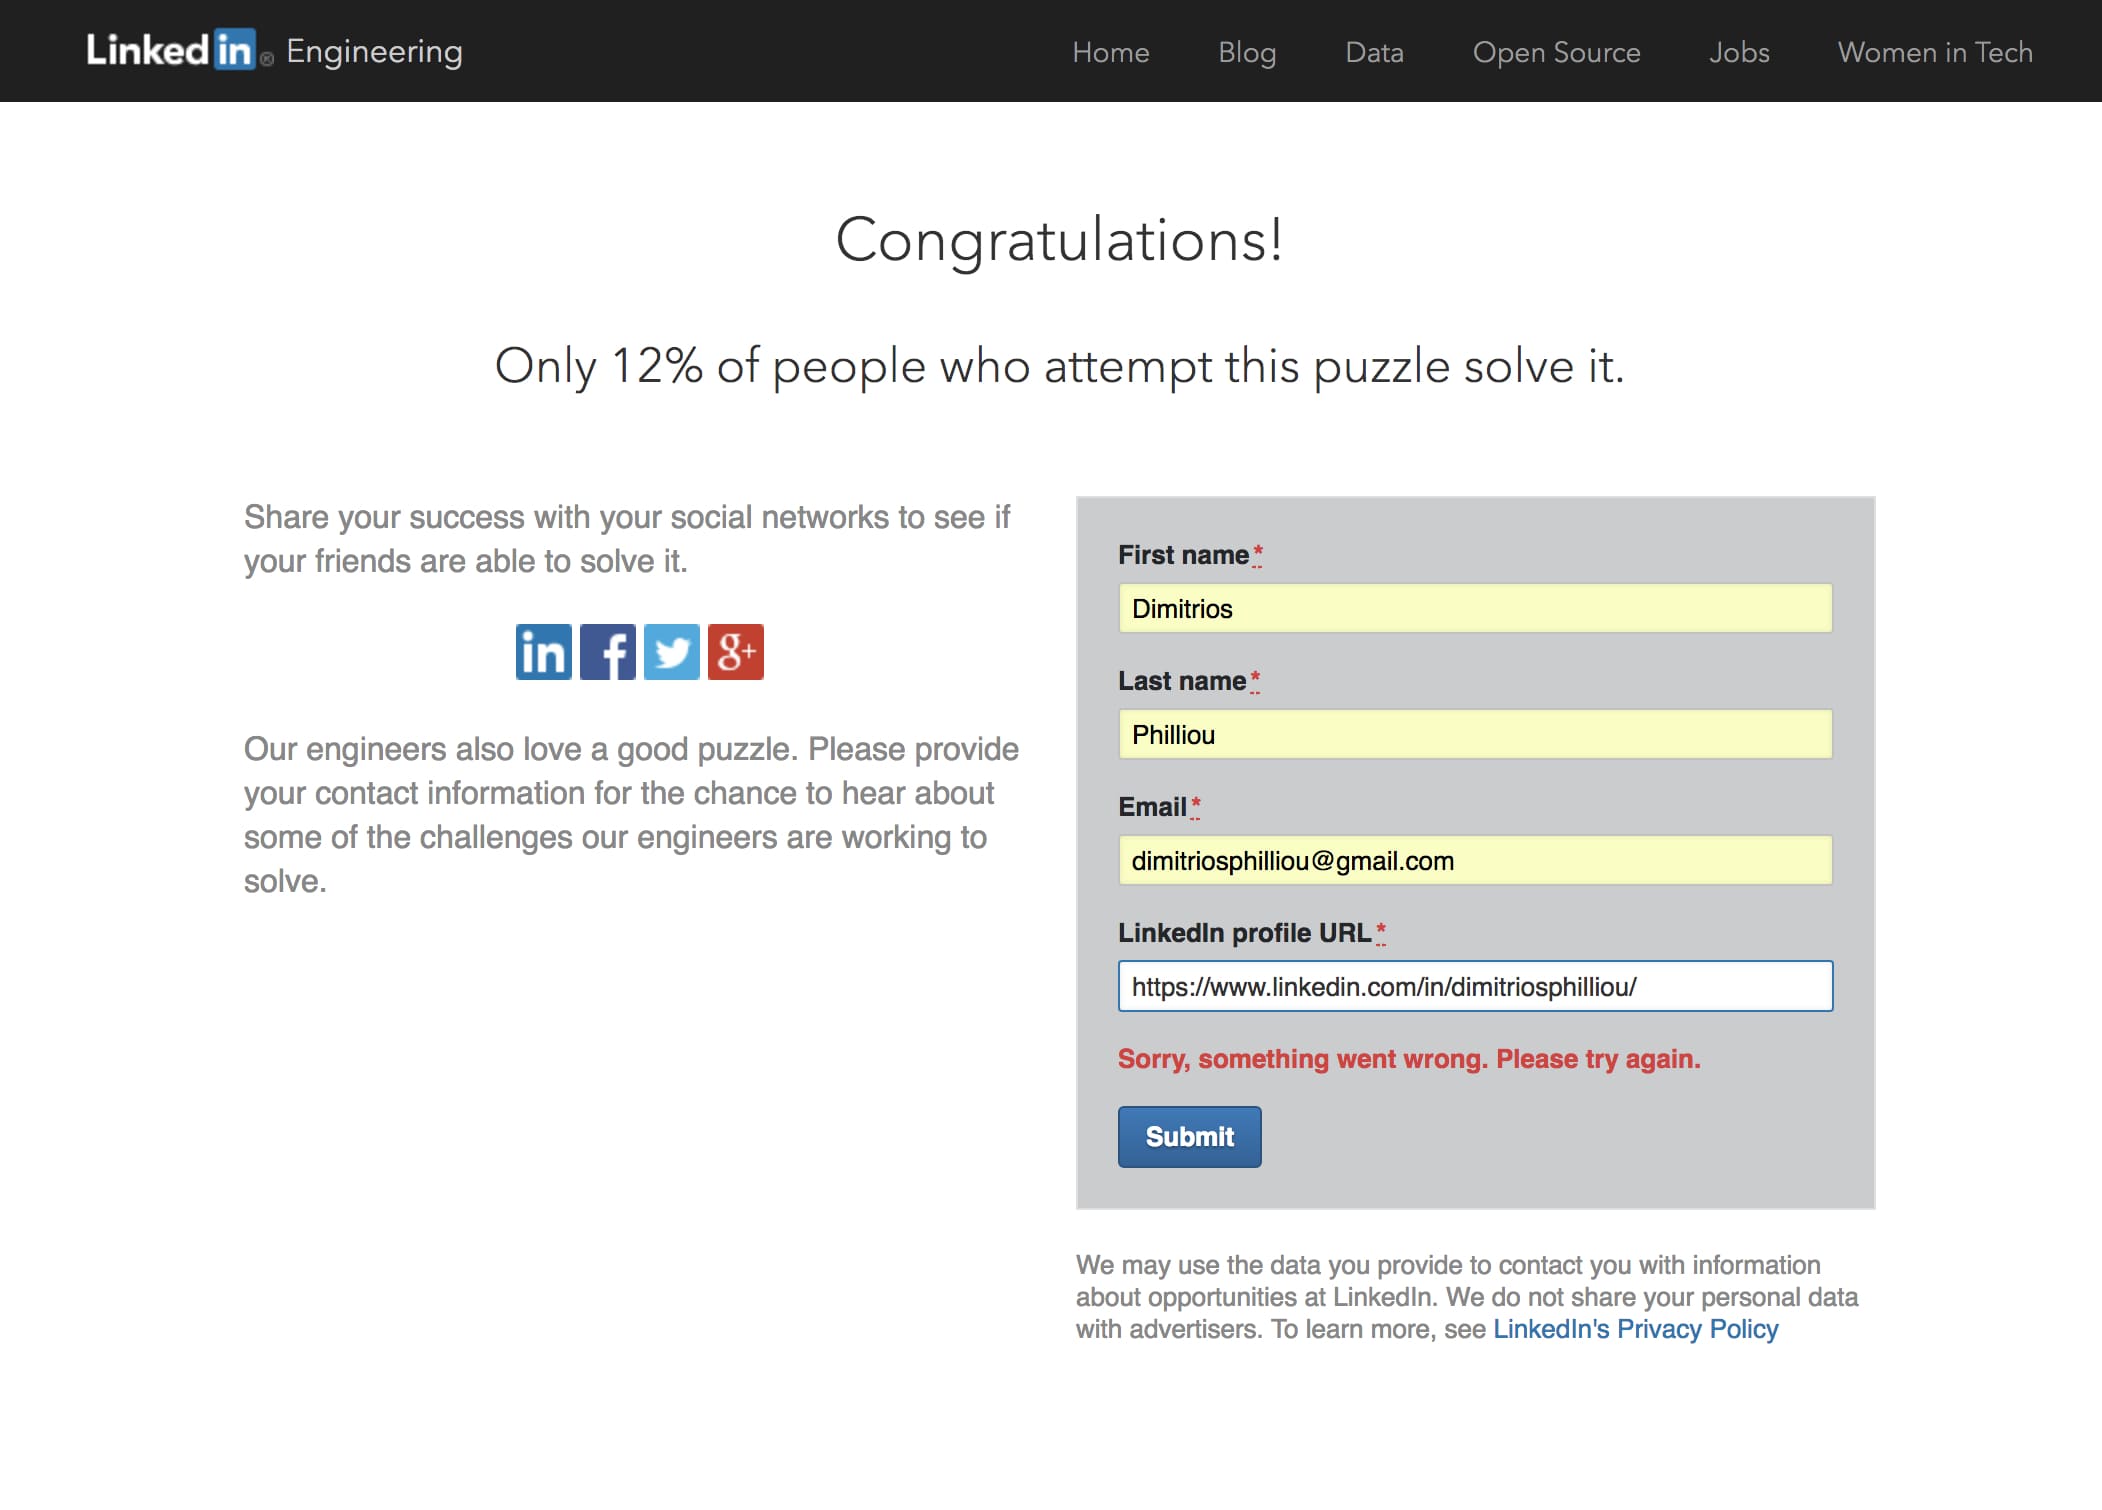 Linked in ® Engineering Home Blog Data Open Source Jobs Women in Tech
Congratulations!
Only 12% of people who attempt this puzzle solve it.
Share your success with your social networks to see if
your friends are able to solve it.
in f g+
Our engineers also love a good puzzle. Please provide
your contact information for the chance to hear about
some of the challenges our engineers are working to
solve.
First name*
Dimitrios
Last name*
Philliou
Email*
dimitriosphilliou@gmail.com
LinkedIn profile URL*
https://www.linkedin.com/in/dimitriosphilliou/
Sorry, something went wrong. Please try again.
Submit
We may use the data you provide to contact you with information
about opportunities at LinkedIn. We do not share your personal data
with advertisers. To learn more, see LinkedIn's Privacy Policy